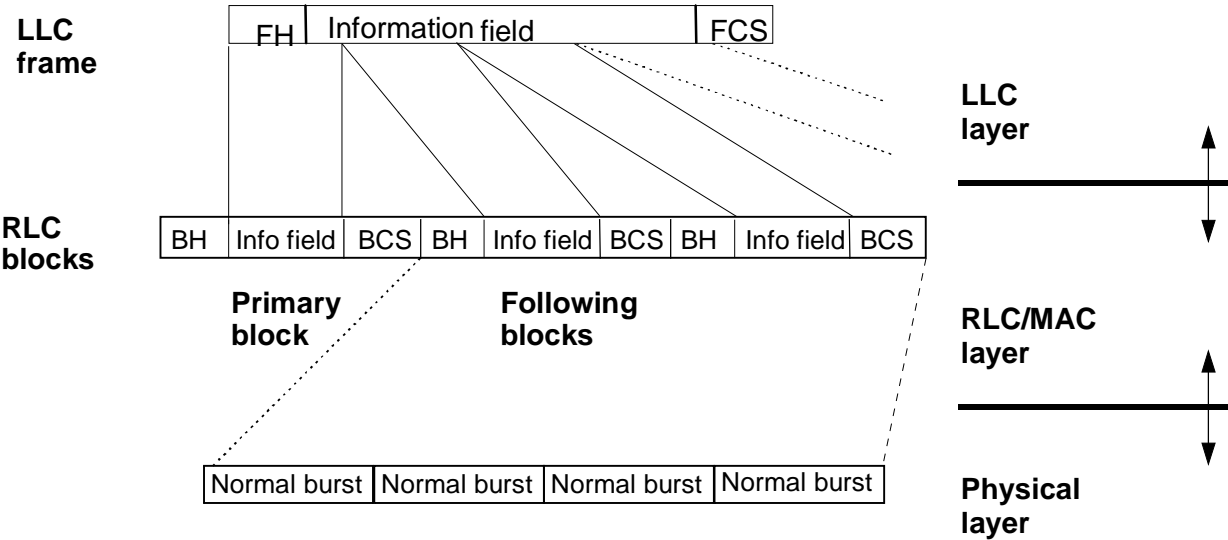 LLC
frame
FH Information field FCS
LLC
layer
RLC
blocks
BH Info field BCS BH Info field BCS BH Info field BCS
Primary
block
Following
blocks
RLC/MAC
layer
Normal burst Normal burst Normal burst Normal burst
Physical
layer